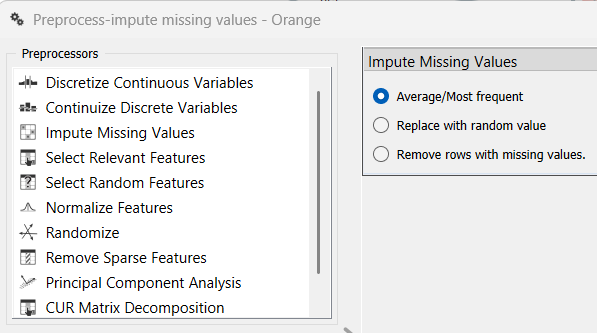 Preprocess-impute missing values - Orange
Preprocessors
Discretize Continuous Variables
Continuize Discrete Variables
Impute Missing Values
Select Relevant Features
Select Random Features
Normalize Features
Randomize
Remove Sparse Features
Principal Component Analysis
CUR Matrix Decomposition
Impute Missing Values
Average/Most frequent
Replace with random value
Remove rows with missing values.